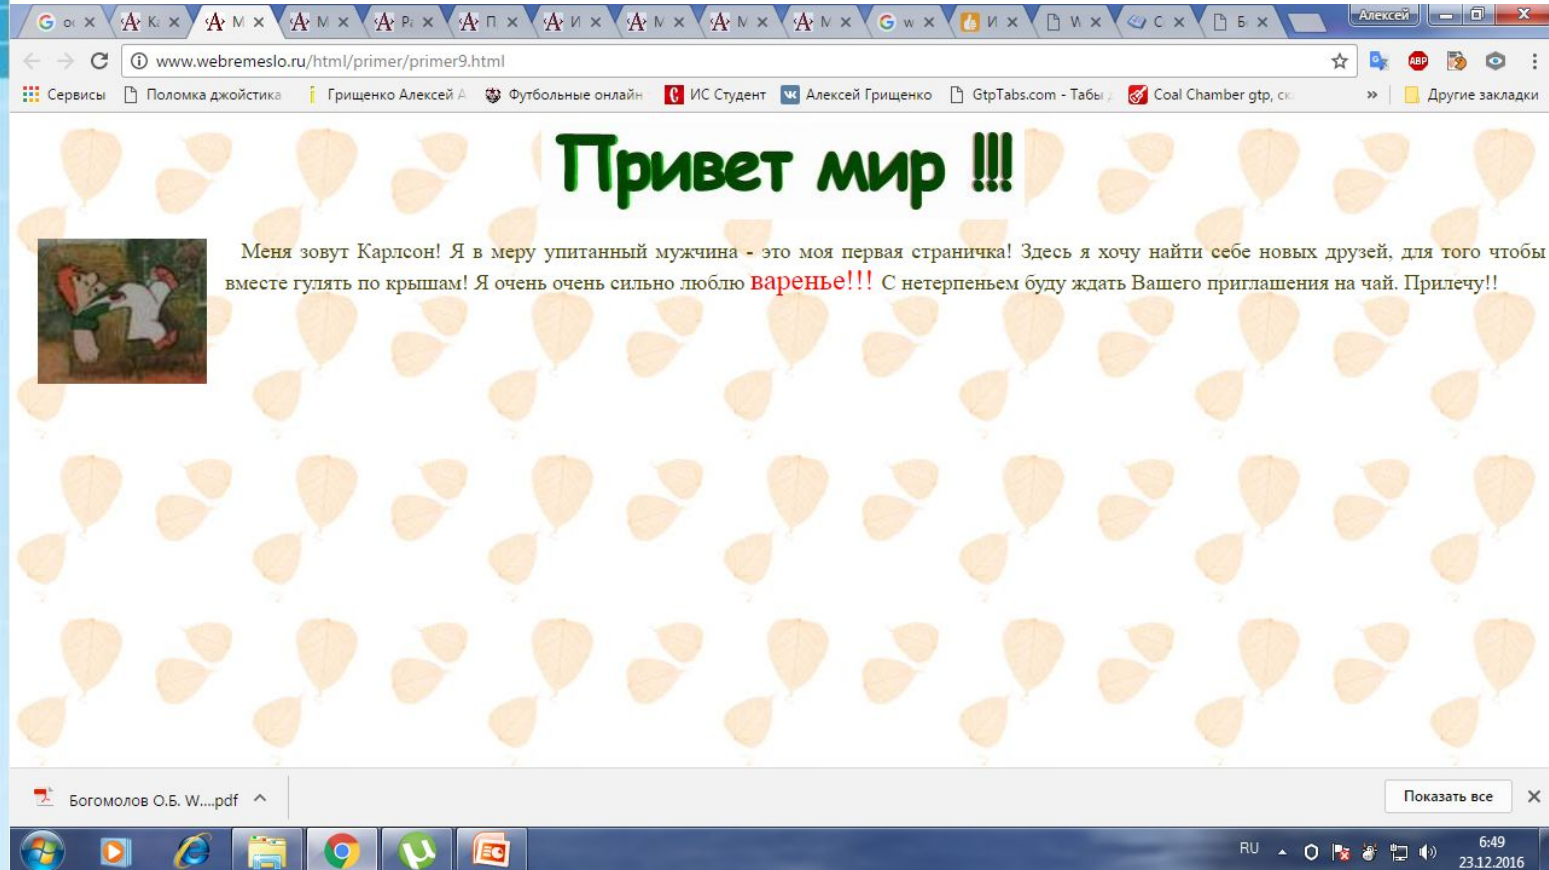 Алексей
www.webremeslo.ru/html/primer/primer9.html
Сервисы Поломка джойстика Грищенко Алексей А Футбольные онлайн ИС Студент Алексей Грищенко GtpTabs.com - Табы Coal Chamber gtp, ск » Другие закладки
Привет мир !!!
Меня зовут Карлсон! Я в меру упитанный мужчина - это моя первая страничка! Здесь я хочу найти себе новых друзей, для того чтобы
вместе гулять по крышам! Я очень очень сильно люблю варенье!!! С нетерпеньем буду ждать Вашего приглашения на чай. Прилечу!!
Богомолов О.Б. W....pdf Показать все
RU 6:49
23.12.2016